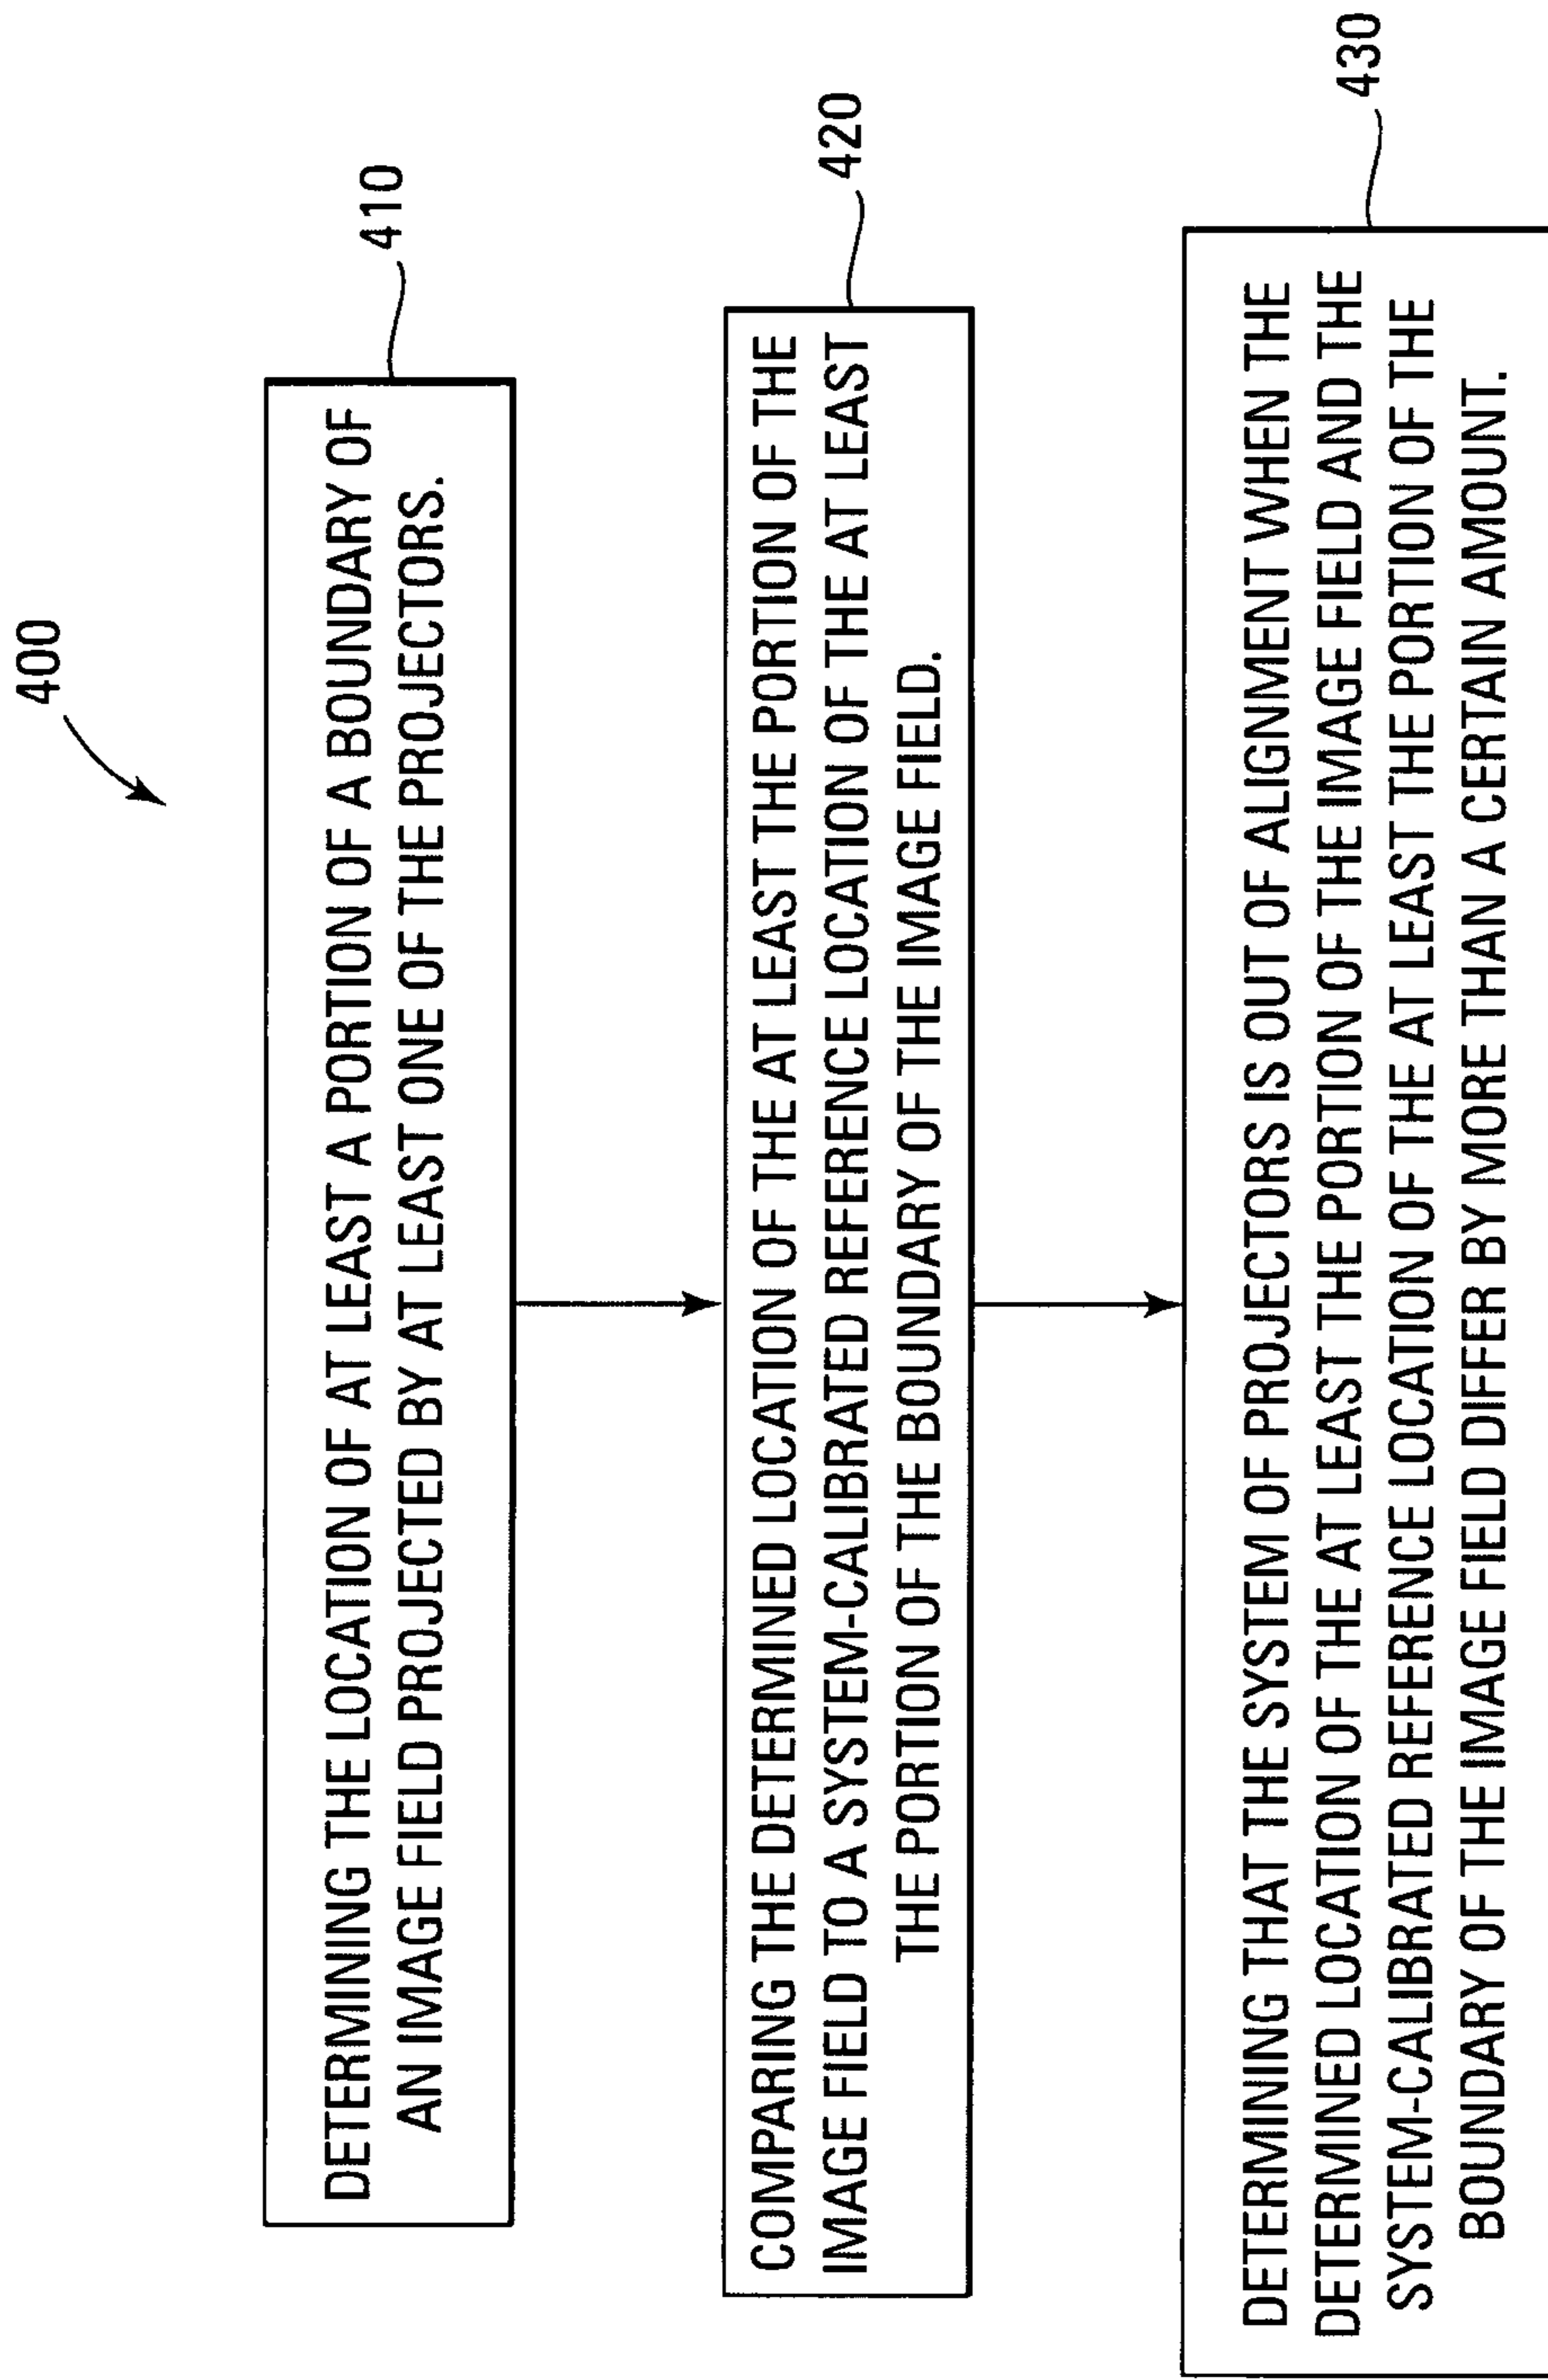 400
410
DETERMINING THE LOCATION OF AT LEAST A PORTION OF A BOUNDARY OF
AN IMAGE FIELD PROJECTED BY AT LEAST ONE OF THE PROJECTORS.
420
COMPARING THE DETERMINED LOCATION OF THE AT LEAST THE PORTION OF THE
IMAGE FIELD TO A SYSTEM-CALIBRATED REFERENCE LOCATION OF THE AT LEAST
THE PORTION OF THE BOUNDARY OF THE IMAGE FIELD.
430
DETERMINING THAT THE SYSTEM OF PROJECTORS IS OUT OF ALIGNMENT WHEN THE
DETERMINED LOCATION OF THE AT LEAST THE PORTION OF THE IMAGE FIELD AND THE
SYSTEM-CALIBRATED REFERENCE LOCATION OF THE AT LEAST THE PORTION OF THE
BOUNDARY OF THE IMAGE FIELD DIFFER BY MORE THAN A CERTAIN AMOUNT.